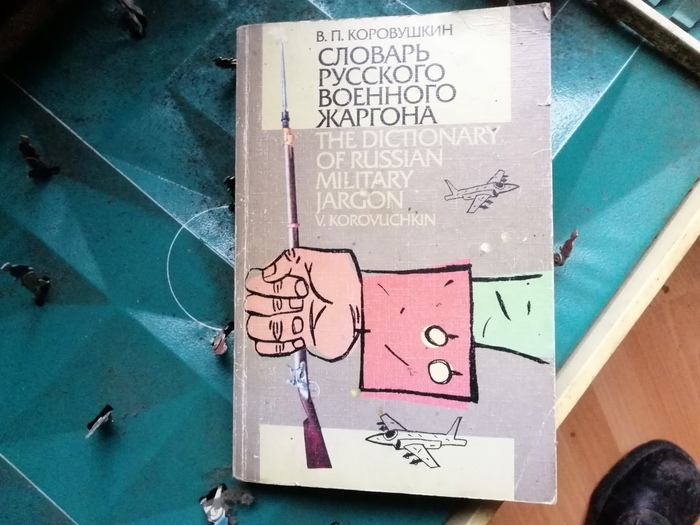 В. П. КОРОВУШКИН
СЛОВАРЬ
РУССКОГО
ВОЕННОГО
ЖАРГОНА
THE DICTIONARY
OF RUSSIAN
MILITARY
JARGON
V. KOROVUCHKIN